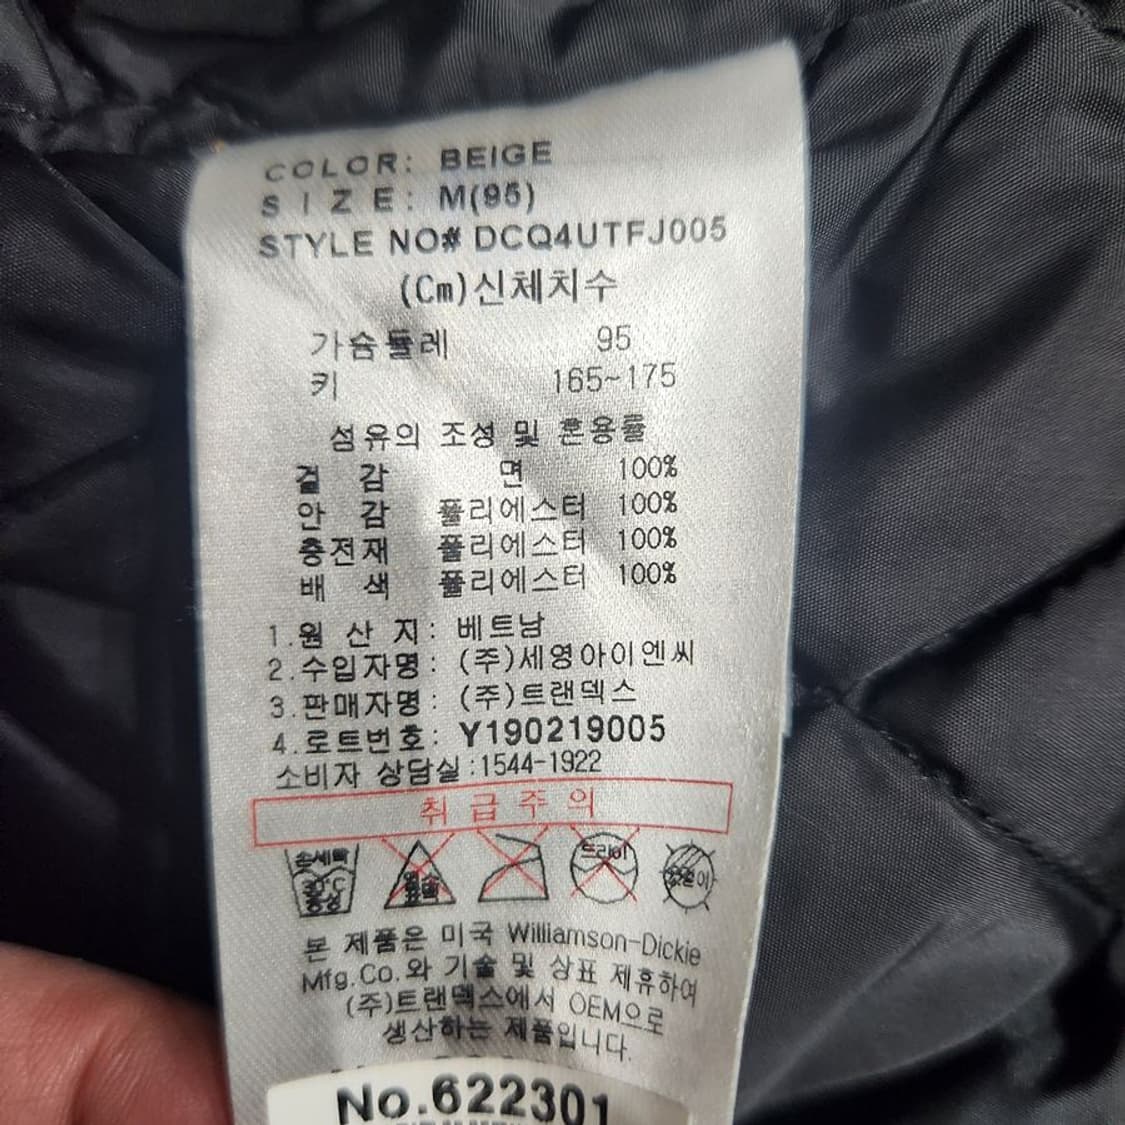 COLOR: BEIGE
SIZE: M(95)
STYLE NO# DCQ4UTFJ005
(Cm)신체치수
가슴둘레 95
키 165~175
섬유의 조성 및 혼용률
겉 감 면 100%
안 감 폴리에스터 100%
충전재 폴리에스터 100%
배 색 폴리에스터 100%
1.원 산 지: 베트남
2.수입자명: (주)세영아이엔씨
3.판매자명: (주)트랜덱스
4.로트번호: Y190219005
소비자 상담실:1544-1922
취급주의
손세탁 30℃ 중성 염소표백 드라이 옷걸이
본 제품은 미국 Williamson-Dickie
Mfg.Co.와 기술 및 상표 제휴하여
(주)트랜덱스에서 OEM으로
생산하는 제품입니다.
No.622301